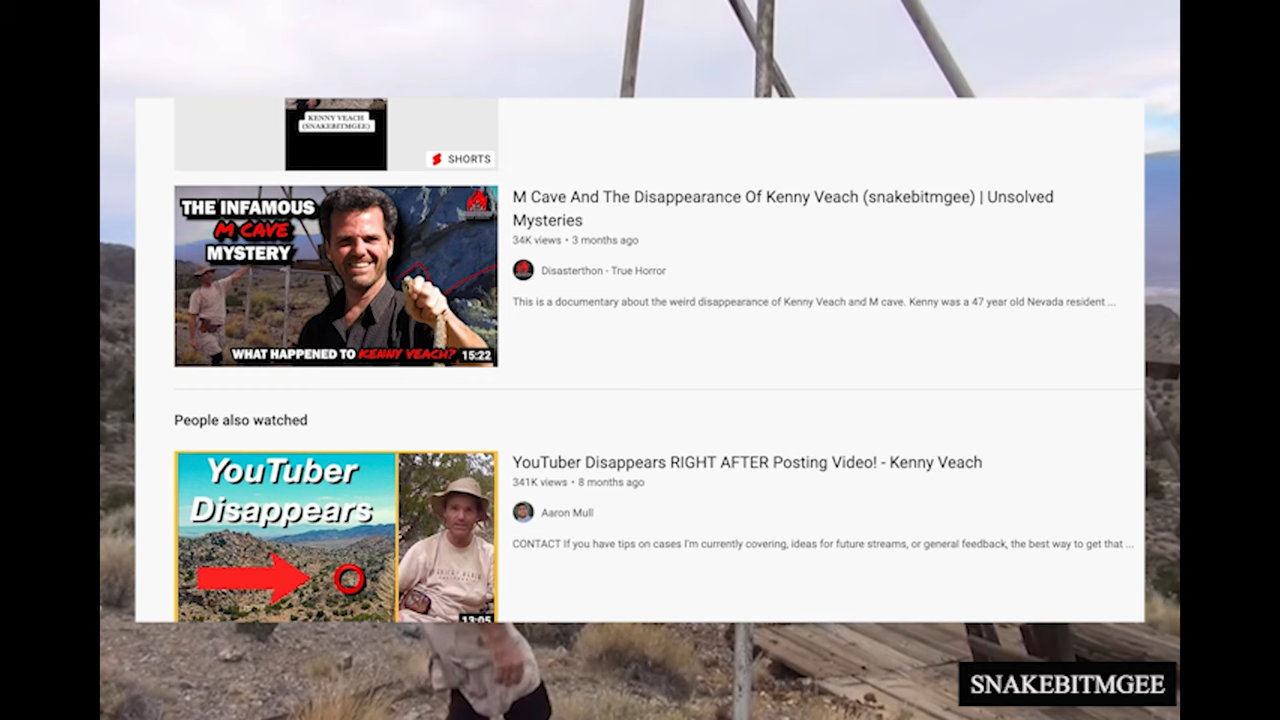 KENNY VEACH
(SNAKEBITMGEE)
SHORTS
THE INFAMOUS
M CAVE
MYSTERY
WHAT HAPPENED TO KENNY VEACH?
15:22
M Cave And The Disappearance Of Kenny Veach (snakebitmgee) | Unsolved
Mysteries
34K views • 3 months ago
Disasterthon - True Horror
This is a documentary about the weird disappearance of Kenny Veach and M cave. Kenny was a 47 year old Nevada resident ...
People also watched
YouTuber
Disappears
13:05
YouTuber Disappears RIGHT AFTER Posting Video! - Kenny Veach
341K views • 8 months ago
Aaron Mull
CONTACT If you have tips on cases I'm currently covering, ideas for future streams, or general feedback, the best way to get that ...
SNAKEBITMGEE